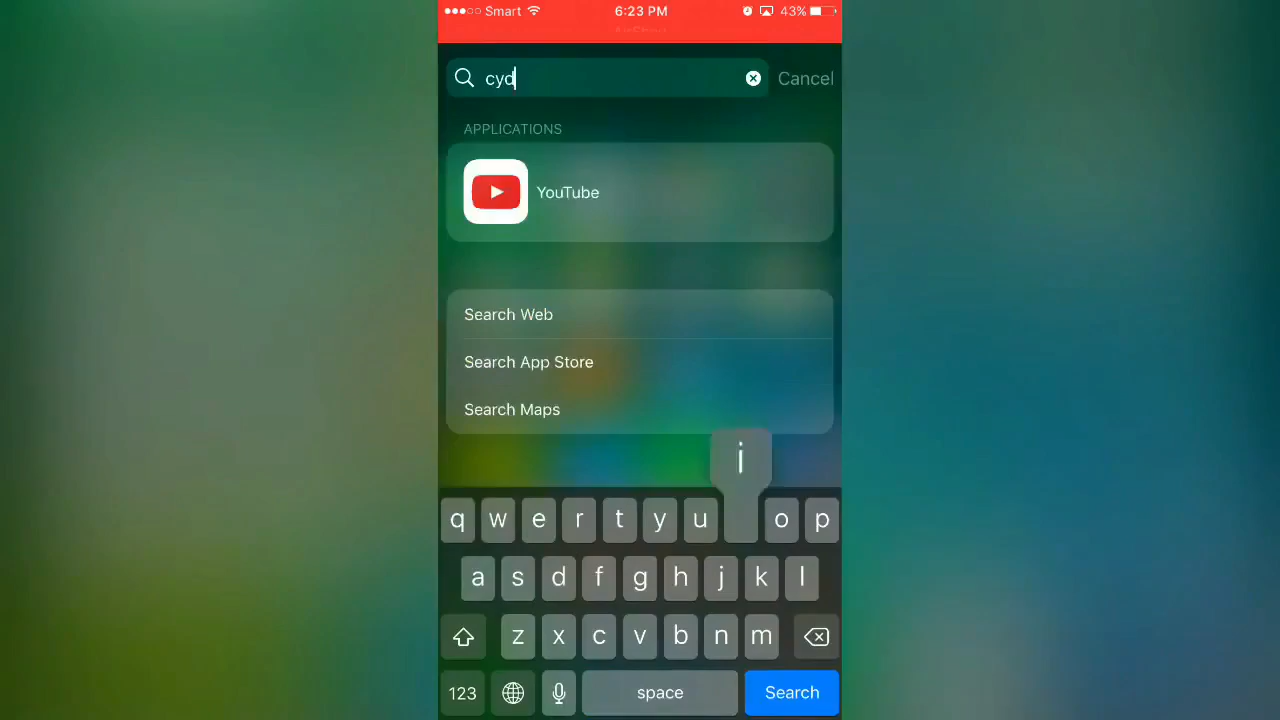 Smart 6:23 PM 43%
cyd Cancel
APPLICATIONS
YouTube
Search Web
Search App Store
Search Maps
i
q w e r t y u o p
a s d f g h j k l
z x c v b n m
123 space Search